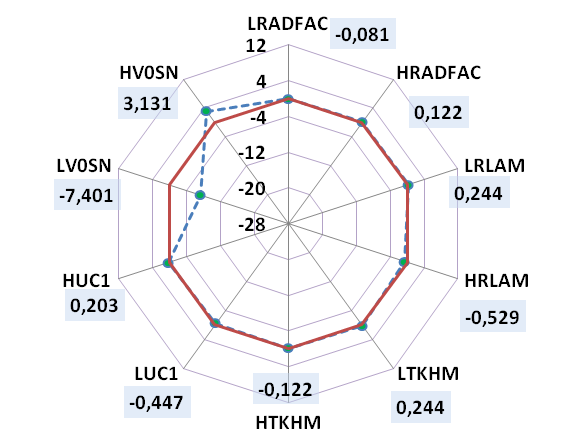 LRADFAC
-0,081
12
HV0SN
HRADFAC
4
3,131
0,122
-4
-12
LV0SN
LRLAM
-7,401
0,244
-20
-28
HUC1
HRLAM
0,203
-0,529
LUC1
LTKHM
-0,122
-0,447
0,244
HTKHM